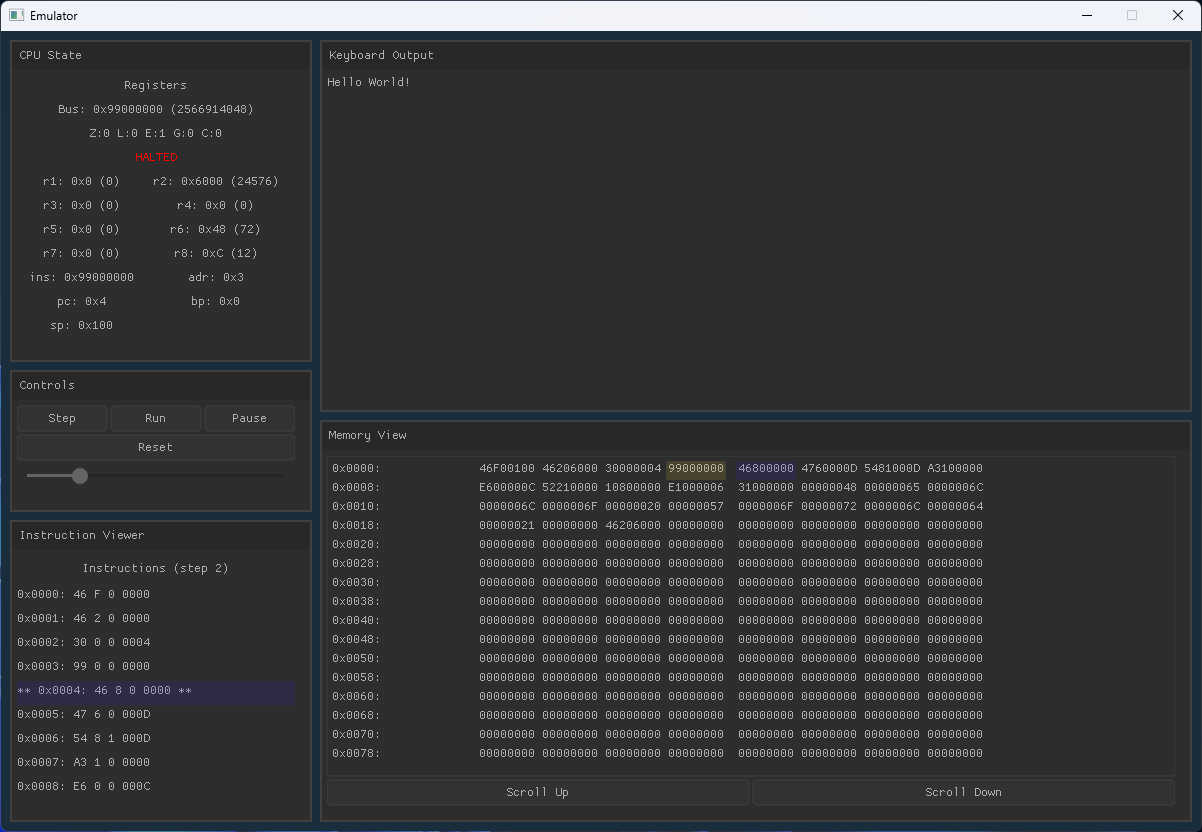 Emulator
CPU State
Registers
Bus: 0x99000000 (2566914048)
Z:0 L:0 E:1 G:0 C:0
HALTED
r1: 0x0 (0) r2: 0x6000 (24576)
r3: 0x0 (0) r4: 0x0 (0)
r5: 0x0 (0) r6: 0x48 (72)
r7: 0x0 (0) r8: 0xC (12)
ins: 0x99000000 adr: 0x3
pc: 0x4 bp: 0x0
sp: 0x100
Controls
Step Run Pause
Reset
Instruction Viewer
Instructions (step 2)
0x0000: 46 F 0 0000
0x0001: 46 2 0 0000
0x0002: 30 0 0 0004
0x0003: 99 0 0 0000
** 0x0004: 46 8 0 0000 **
0x0005: 47 6 0 000D
0x0006: 54 8 1 000D
0x0007: A3 1 0 0000
0x0008: E6 0 0 000C
Keyboard Output
Hello World!
Memory View
0x0000: 46F00100 46206000 30000004 99000000 46800000 4760000D 5481000D A3100000
0x0008: E600000C 52210000 10800000 E1000006 31000000 00000048 00000065 0000006C
0x0010: 0000006C 0000006F 00000020 00000057 0000006F 00000072 0000006C 00000064
0x0018: 00000021 00000000 46206000 00000000 00000000 00000000 00000000 00000000
0x0020: 00000000 00000000 00000000 00000000 00000000 00000000 00000000 00000000
0x0028: 00000000 00000000 00000000 00000000 00000000 00000000 00000000 00000000
0x0030: 00000000 00000000 00000000 00000000 00000000 00000000 00000000 00000000
0x0038: 00000000 00000000 00000000 00000000 00000000 00000000 00000000 00000000
0x0040: 00000000 00000000 00000000 00000000 00000000 00000000 00000000 00000000
0x0048: 00000000 00000000 00000000 00000000 00000000 00000000 00000000 00000000
0x0050: 00000000 00000000 00000000 00000000 00000000 00000000 00000000 00000000
0x0058: 00000000 00000000 00000000 00000000 00000000 00000000 00000000 00000000
0x0060: 00000000 00000000 00000000 00000000 00000000 00000000 00000000 00000000
0x0068: 00000000 00000000 00000000 00000000 00000000 00000000 00000000 00000000
0x0070: 00000000 00000000 00000000 00000000 00000000 00000000 00000000 00000000
0x0078: 00000000 00000000 00000000 00000000 00000000 00000000 00000000 00000000
Scroll Up Scroll Down